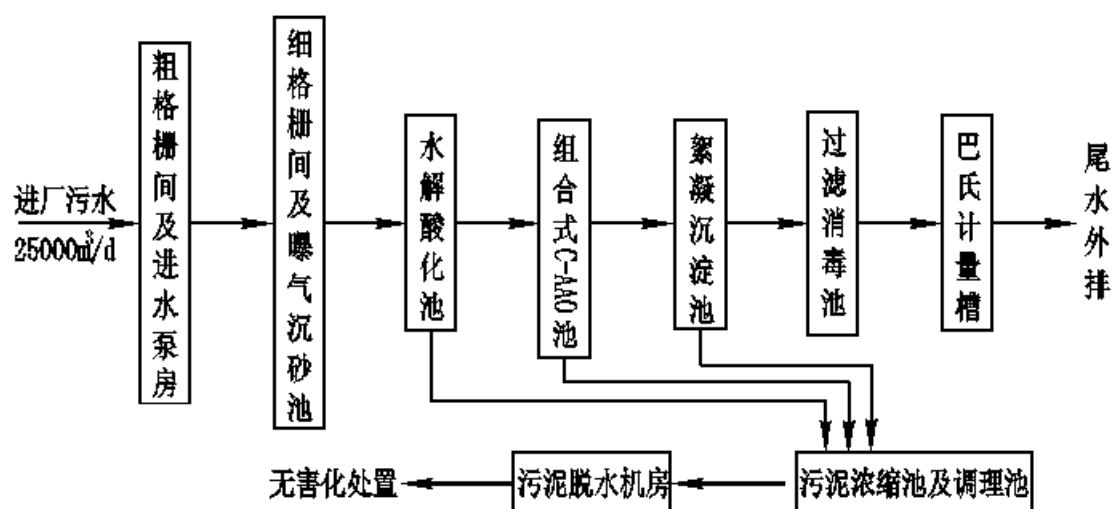 进厂污水
25000m³/d
粗格栅间及进水泵房
细格栅间及曝气沉砂池
水解酸化池
组合式C-AAO池
絮凝沉淀池
过滤消毒池
巴氏计量槽
尾水外排
无害化处置
污泥脱水机房
污泥浓缩池及调理池